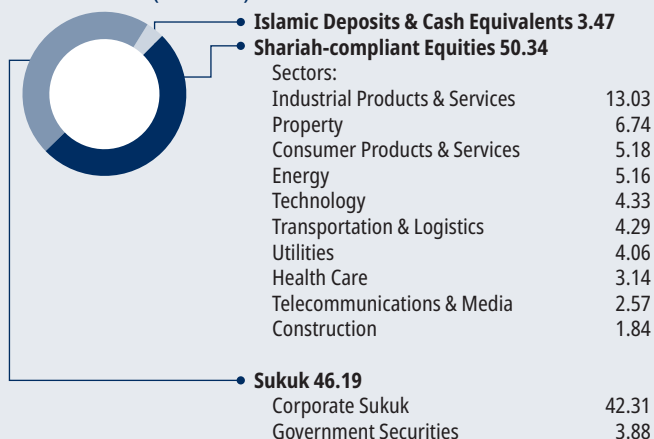 Islamic Deposits & Cash Equivalents 3.47
Shariah-compliant Equities 50.34
Sectors:
Industrial Products & Services 13.03
Property 6.74
Consumer Products & Services 5.18
Energy 5.16
Technology 4.33
Transportation & Logistics 4.29
Utilities 4.06
Health Care 3.14
Telecommunications & Media 2.57
Construction 1.84
Sukuk 46.19
Corporate Sukuk 42.31
Government Securities 3.88